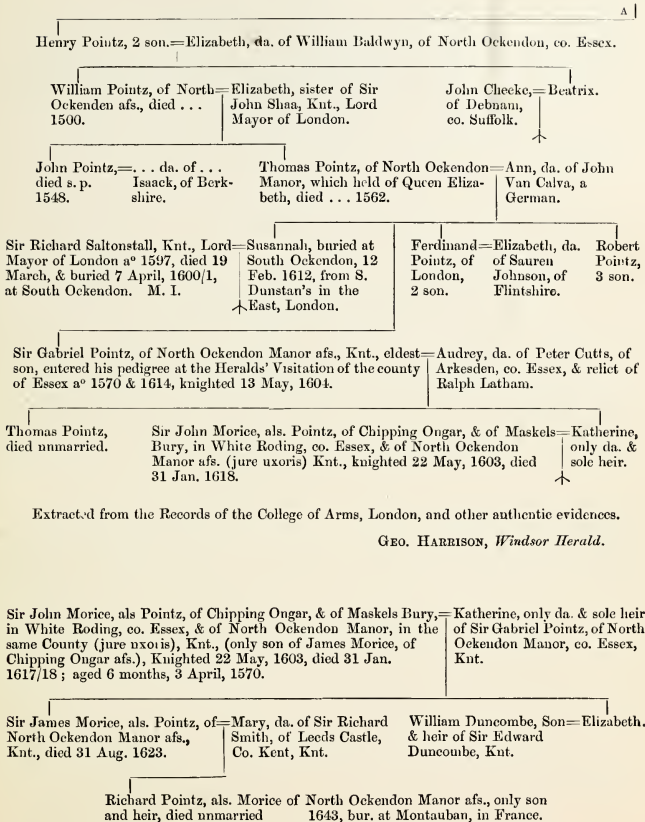 A
Henry Pointz, 2 son.=Elizabeth, da. of William Baldwyn, of North Ockendon, co. Essex.
William Pointz, of North=
Ockenden afs., died . . .
1500.
Elizabeth, sister of Sir
John Shaa, Knt., Lord
Mayor of London.
John Cheeke,=Beatrix.
of Debnam,
co. Suffolk.
John Pointz,=
died s. p.
1548.
. . . da. of . . .
Isaack, of Berk-
shire.
Thomas Pointz, of North Ockendon=
Manor, which held of Queen Eliza-
beth, died . . . 1562.
Ann, da. of John
Van Calva, a
German.
Sir Richard Saltonstall, Knt., Lord=
Mayor of London aº 1597, died 19
March, & buried 7 April, 1600/1,
at South Ockendon. M. I.
Susannah, buried at
South Ockendon, 12
Feb. 1612, from S.
Dunstan's in the
East, London.
Ferdinand=
Pointz, of
London,
2 son.
Elizabeth, da.
of Sauren
Johnson, of
Flintshire.
Robert
Pointz,
3 son.
Sir Gabriel Pointz, of North Ockendon Manor afs., Knt., eldest=
son, entered his pedigree at the Heralds' Visitation of the county
of Essex aº 1570 & 1614, knighted 13 May, 1604.
Audrey, da. of Peter Cutts, of
Arkesden, co. Essex, & relict of
Ralph Latham.
Thomas Pointz,
died unmarried.
Sir John Morice, als. Pointz, of Chipping Ongar, & of Maskels=
Bury, in White Roding, co. Essex, & of North Ockendon
Manor afs. (jure uxoris) Knt., knighted 22 May, 1603, died
31 Jan. 1618.
Katherine,
only da. &
sole heir.
Extracted from the Records of the College of Arms, London, and other authentic evidences.
GEO. HARRISON, Windsor Herald.
Sir John Morice, als Pointz, of Chipping Ongar, & of Maskels Bury,=
in White Roding, co. Essex, & of North Ockendon Manor, in the
same County (jure uxoris), Knt., (only son of James Morice, of
Chipping Ongar afs.), Knighted 22 May, 1603, died 31 Jan.
1617/18 ; aged 6 months, 3 April, 1570.
Katherine, only da. & sole heir
of Sir Gabriel Pointz, of North
Ockendon Manor, co. Essex,
Knt.
Sir James Morice, als. Pointz, of=
North Ockendon Manor afs.,
Knt., died 31 Aug. 1623.
Mary, da. of Sir Richard
Smith, of Leeds Castle,
Co. Kent, Knt.
William Duncombe, Son=Elizabeth.
& heir of Sir Edward
Duncombe, Knt.
Richard Pointz, als. Morice of North Ockendon Manor afs., only son
and heir, died unmarried 1643, bur. at Montauban, in France.